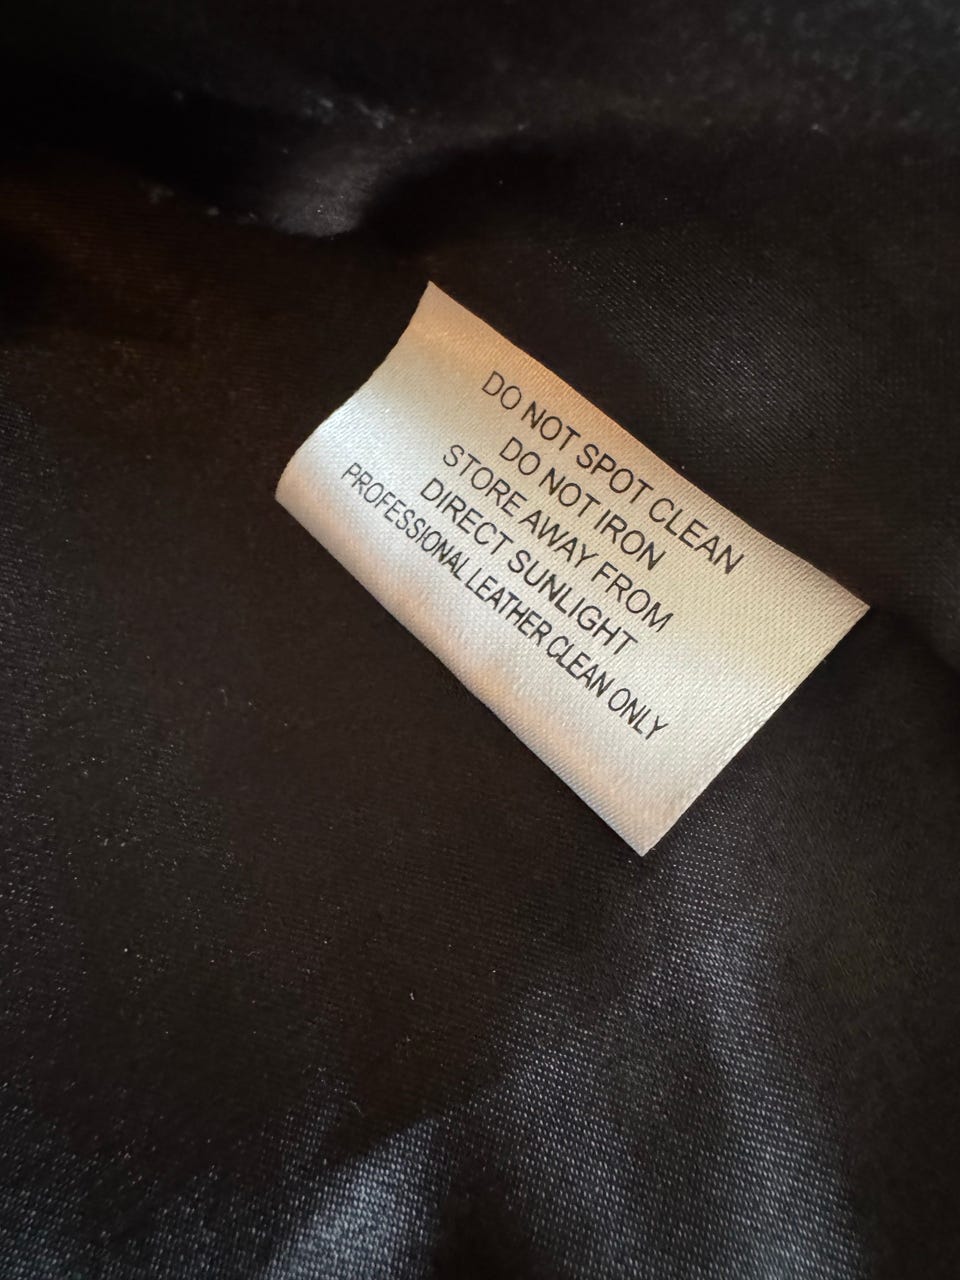 DO NOT SPOT CLEAN
DO NOT IRON
STORE AWAY FROM
DIRECT SUNLIGHT
PROFESSIONAL LEATHER CLEAN ONLY